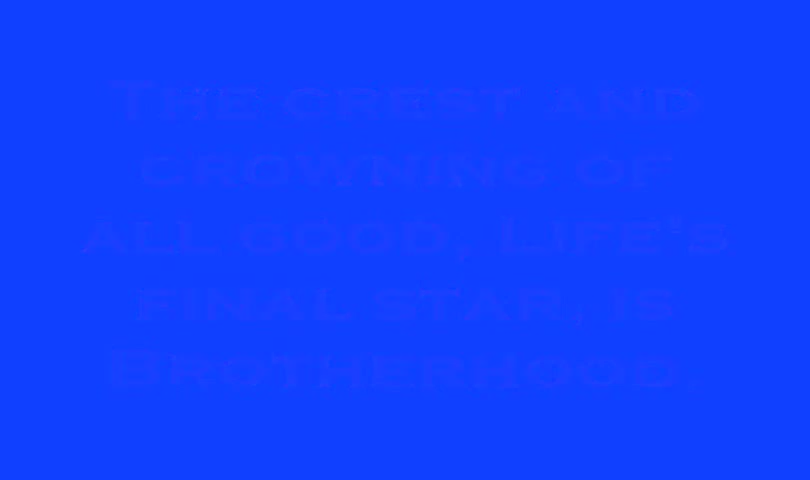 The crest and
crowning of
all good, Life's
final star, is
Brotherhood.